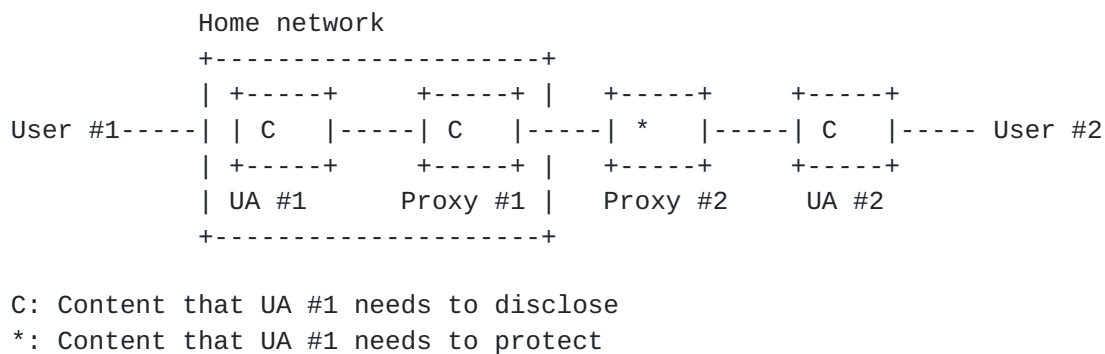 Home network
+---------------------+
| +-----+     +-----+ |   +-----+     +-----+
User #1-----| | C   |-----| C   |-----| *   |-----| C   |----- User #2
| +-----+     +-----+ |   +-----+     +-----+
| UA #1      Proxy #1 |   Proxy #2     UA #2
+---------------------+
C: Content that UA #1 needs to disclose
*: Content that UA #1 needs to protect